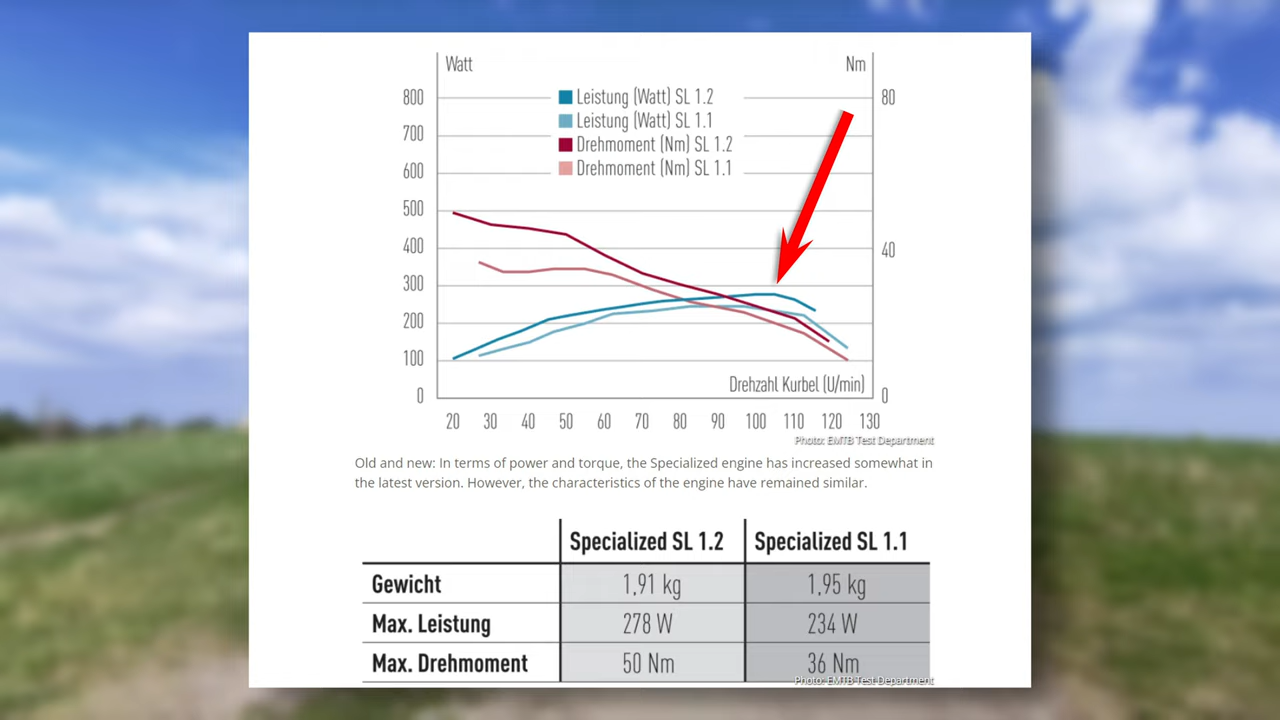 Watt
Nm
800
700
600
500
400
300
200
100
0
80
40
0
Leistung (Watt) SL 1.2
Leistung (Watt) SL 1.1
Drehmoment (Nm) SL 1.2
Drehmoment (Nm) SL 1.1
Drehzahl Kurbel (U/min)
20 30 40 50 60 70 80 90 100 110 120 130
Photo: EMTB Test Department
Old and new: In terms of power and torque, the Specialized engine has increased somewhat in
the latest version. However, the characteristics of the engine have remained similar.
Specialized SL 1.2 Specialized SL 1.1
Gewicht 1,91 kg 1,95 kg
Max. Leistung 278 W 234 W
Max. Drehmoment 50 Nm 36 Nm
Photo: EMTB Test Department